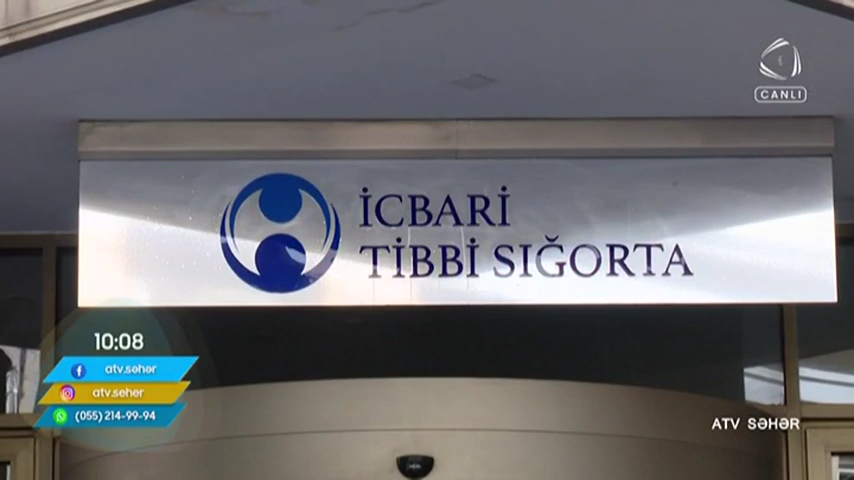 CANLI
İCBARİ
TİBBİ SIĞORTA
10:08
atv.səhər
atv.seher
(055) 214-99-94
ATV SƏHƏR